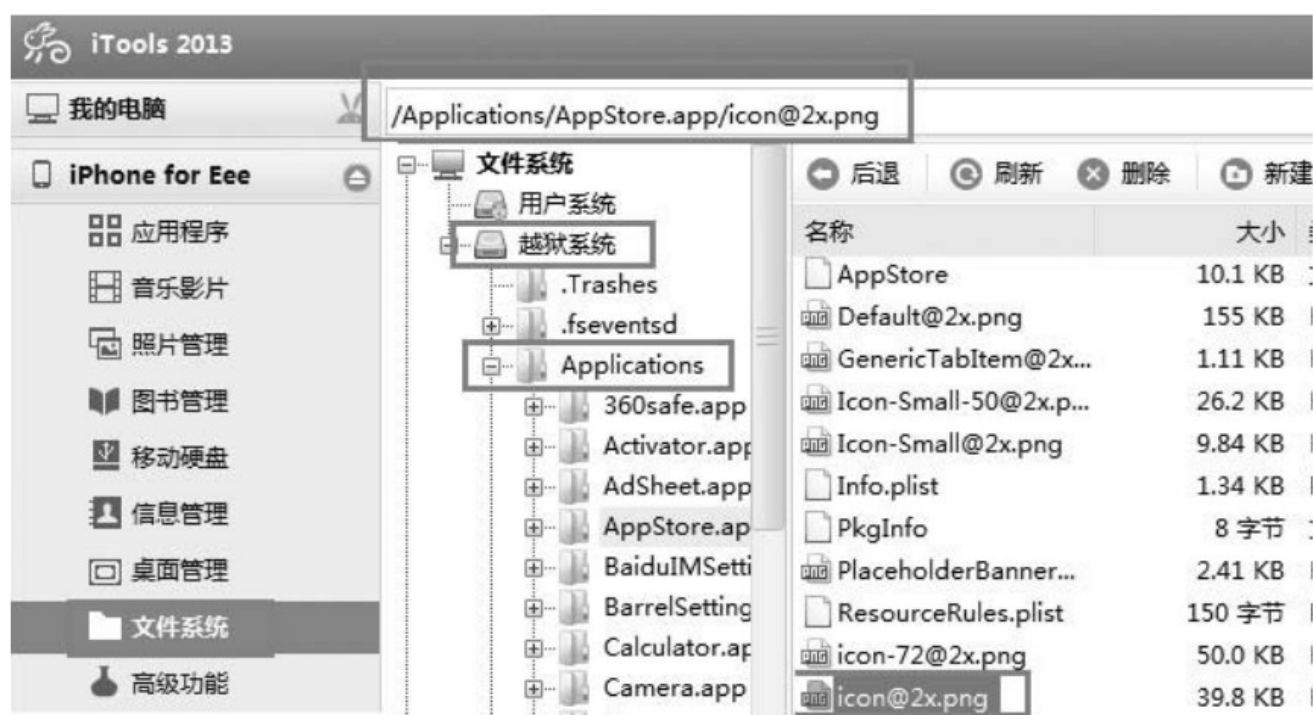 iTools 2013
我的电脑
/Applications/AppStore.app/icon@2x.png
iPhone for Eee
应用程序
音乐影片
照片管理
图书管理
移动硬盘
信息管理
桌面管理
文件系统
高级功能
文件系统
用户系统
越狱系统
.Trashes
.fseventsd
Applications
360safe.app
Activator.app
AdSheet.app
AppStore.ap
BaiduIMSetti
BarrelSetting
Calculator.ap
Camera.app
后退 刷新 删除 新建
名称 大小
AppStore 10.1 KB
Default@2x.png 155 KB
GenericTabItem@2x... 1.11 KB
Icon-Small-50@2x.p... 26.2 KB
Icon-Small@2x.png 9.84 KB
Info.plist 1.34 KB
PkgInfo 8 字节
PlaceholderBanner... 2.41 KB
ResourceRules.plist 150 字节
icon-72@2x.png 50.0 KB
icon@2x.png 39.8 KB